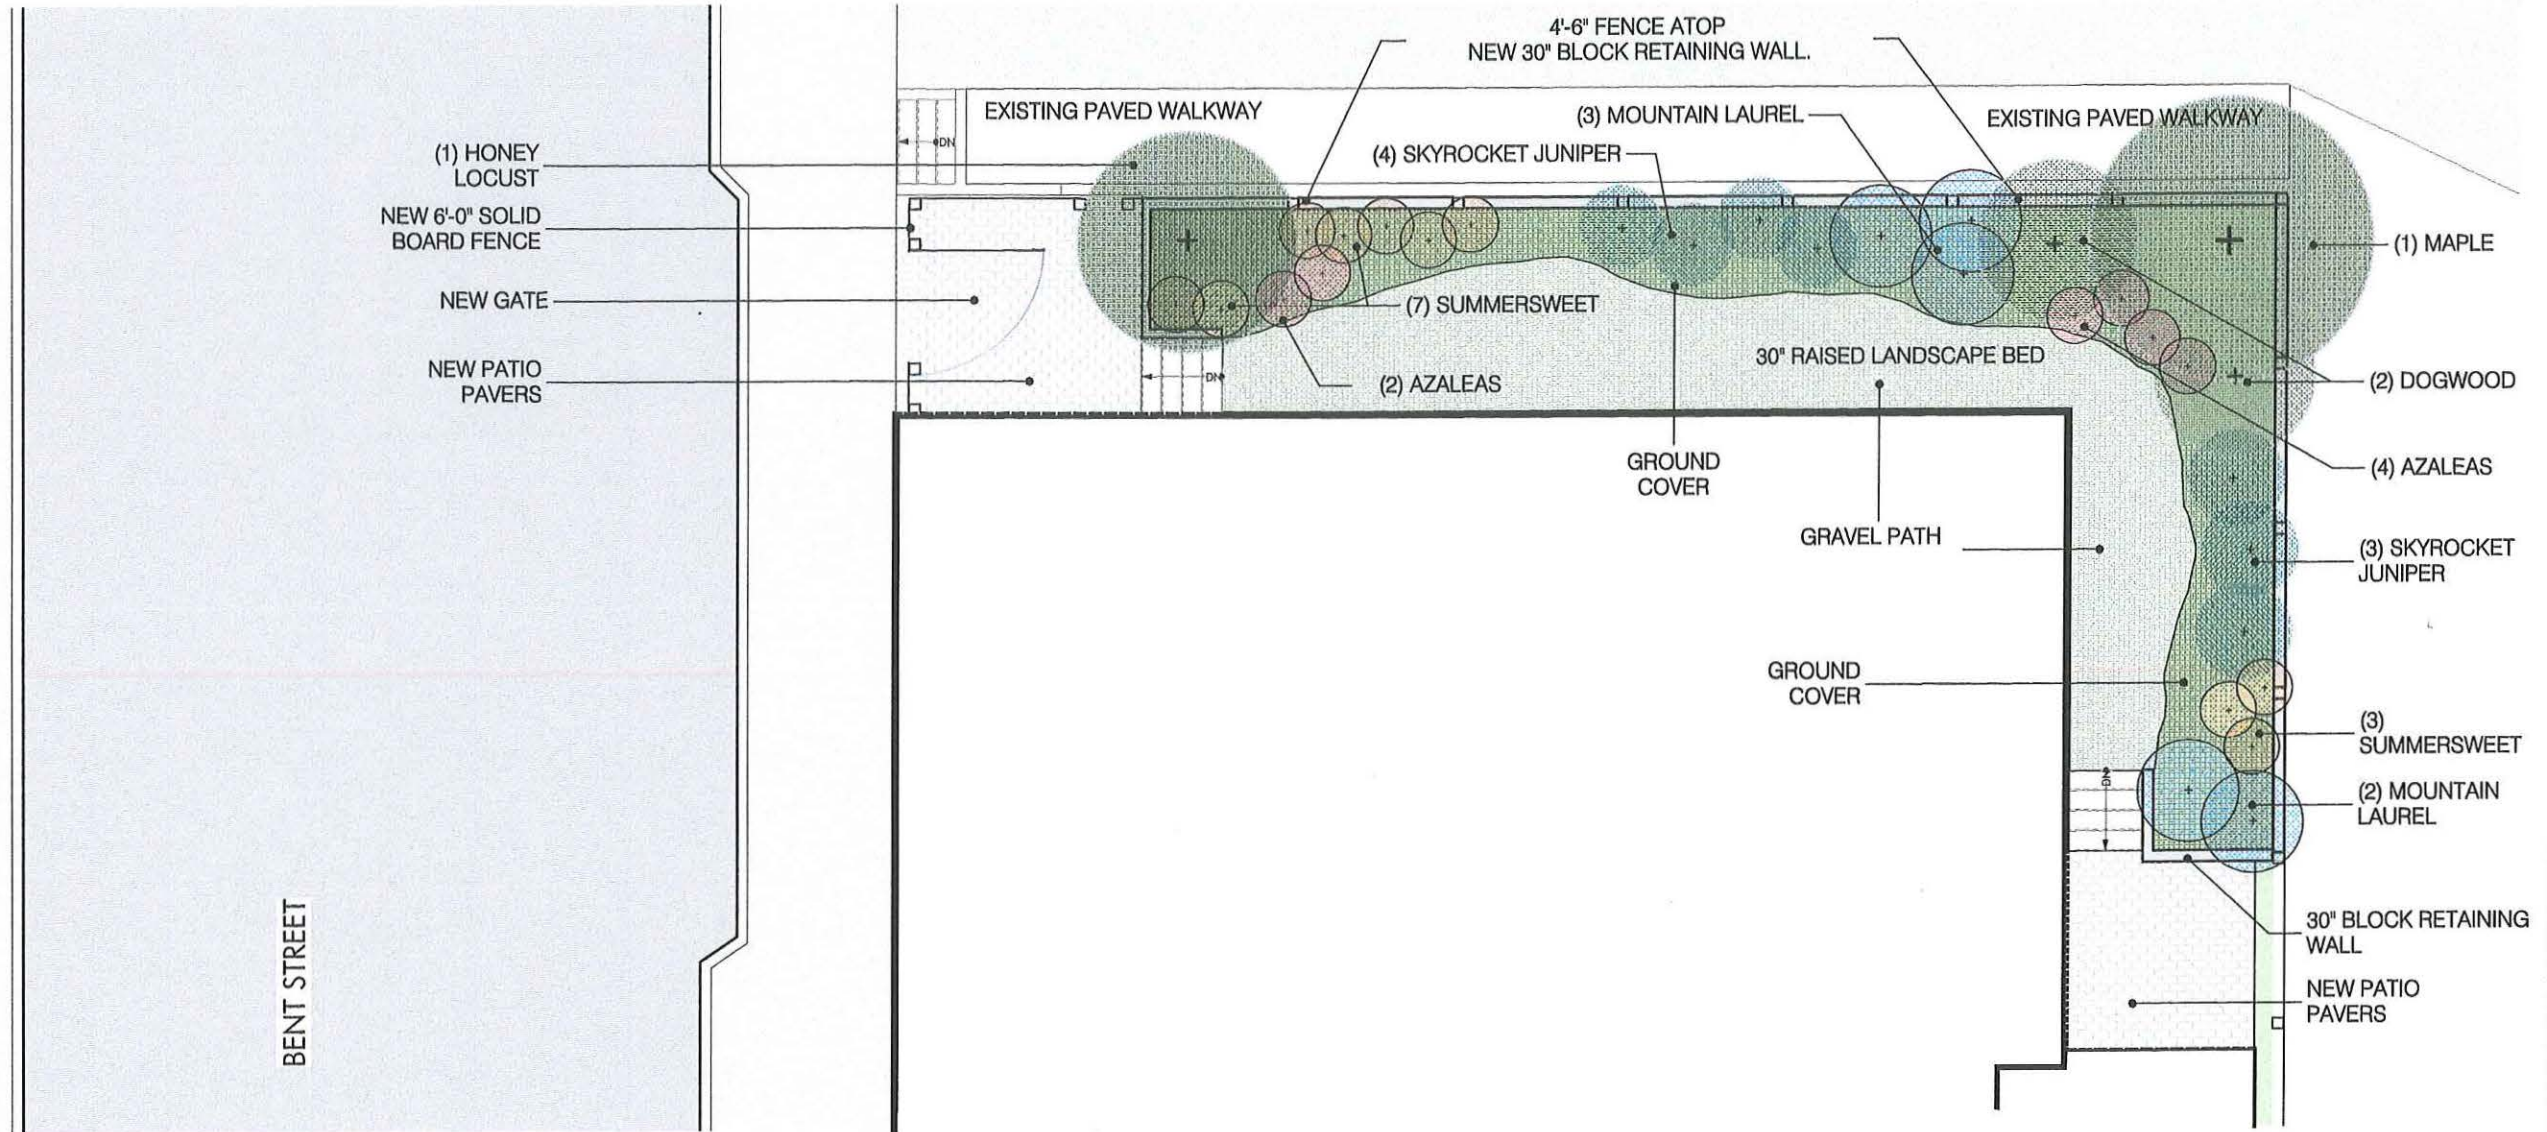 4'-6" FENCE ATOP
NEW 30" BLOCK RETAINING WALL.
EXISTING PAVED WALKWAY
(3) MOUNTAIN LAUREL
EXISTING PAVED WALKWAY
(1) HONEY
LOCUST
DN
(4) SKYROCKET JUNIPER
NEW 6'-0" SOLID
BOARD FENCE
(1) MAPLE
NEW GATE
(7) SUMMERSWEET
NEW PATIO
PAVERS
DN
(2) AZALEAS
30" RAISED LANDSCAPE BED
(2) DOGWOOD
GROUND
COVER
(4) AZALEAS
GRAVEL PATH
(3) SKYROCKET
JUNIPER
GROUND
COVER
(3)
SUMMERSWEET
DN
(2) MOUNTAIN
LAUREL
30" BLOCK RETAINING
WALL
BENT STREET
NEW PATIO
PAVERS